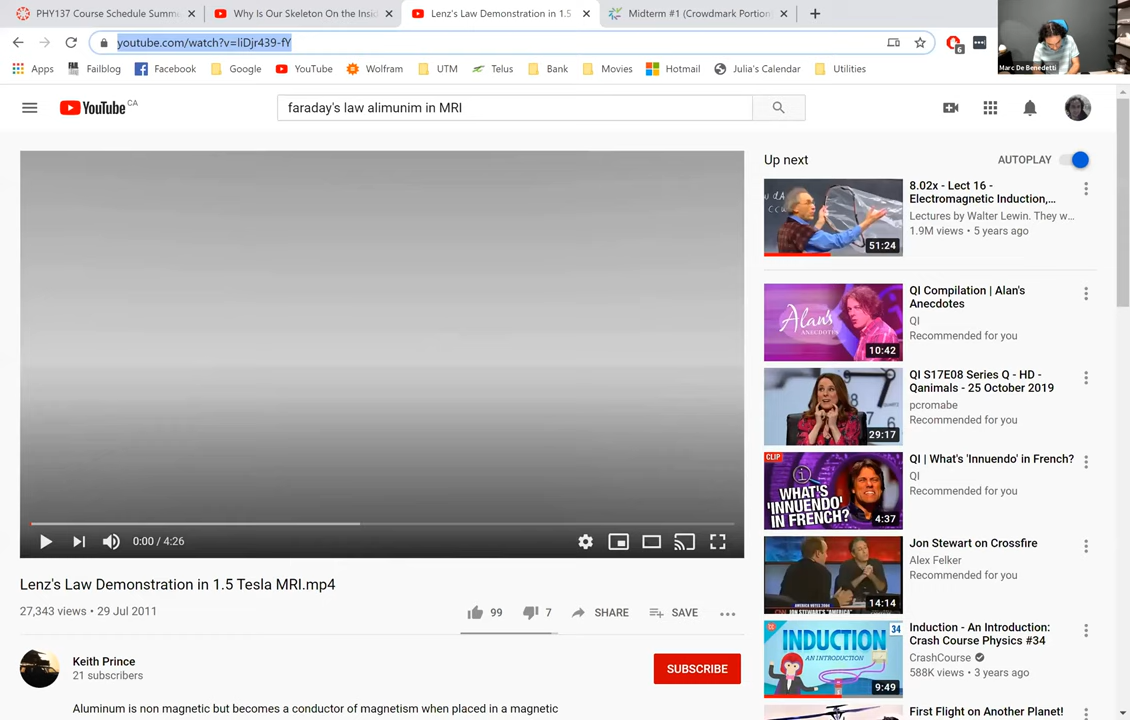 PHY137 Course Schedule Summ
Why Is Our Skeleton On the Insid
Lenz's Law Demonstration in 1.5
Midterm #1 (Crowdmark Portion)
youtube.com/watch?v=liDjr439-fY
6
Marc De Benedetti
Apps
Failblog
Facebook
Google
YouTube
Wolfram
UTM
Telus
Bank
Movies
Hotmail
Julia's Calendar
Utilities
YouTube CA
faraday's law alimunim in MRI
Up next
AUTOPLAY
51:24
8.02x - Lect 16 -
Electromagnetic Induction,...
Lectures by Walter Lewin. They w...
1.9M views • 5 years ago
Alan's
ANECDOTES
10:42
QI Compilation | Alan's
Anecdotes
QI
Recommended for you
29:17
QI S17E08 Series Q - HD -
Qanimals - 25 October 2019
pcromabe
Recommended for you
CLIP
WHAT'S
'INNUENDO'
IN FRENCH?
4:37
QI | What's 'Innuendo' in French?
QI
Recommended for you
14:14
Jon Stewart on Crossfire
Alex Felker
Recommended for you
34
INDUCTION
AN INTRODUCTION
9:49
Induction - An Introduction:
Crash Course Physics #34
CrashCourse
588K views • 3 years ago
First Flight on Another Planet!
0:00 / 4:26
Lenz's Law Demonstration in 1.5 Tesla MRI.mp4
27,343 views • 29 Jul 2011
99
7
SHARE
SAVE
Keith Prince
21 subscribers
SUBSCRIBE
Aluminum is non magnetic but becomes a conductor of magnetism when placed in a magnetic